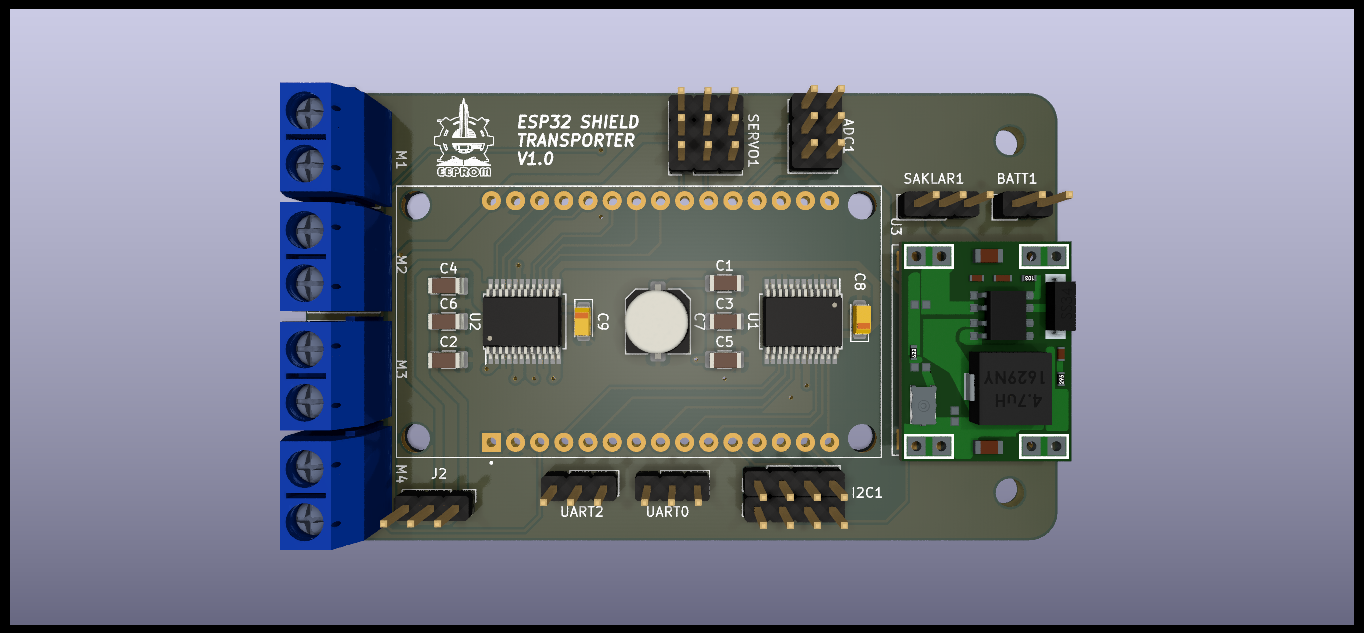 ESP32 SHIELD
TRANSPORTER
V1.0
EEPROM
SERVO1
ADC1
M1
SAKLAR1
BATT1
U3
M2
C4
C6
C2
U2
C9
C7
C1
C3
C5
U1
C8
103
4.7uH
1629NY
M3
M4
J2
UART2
UART0
I2C1